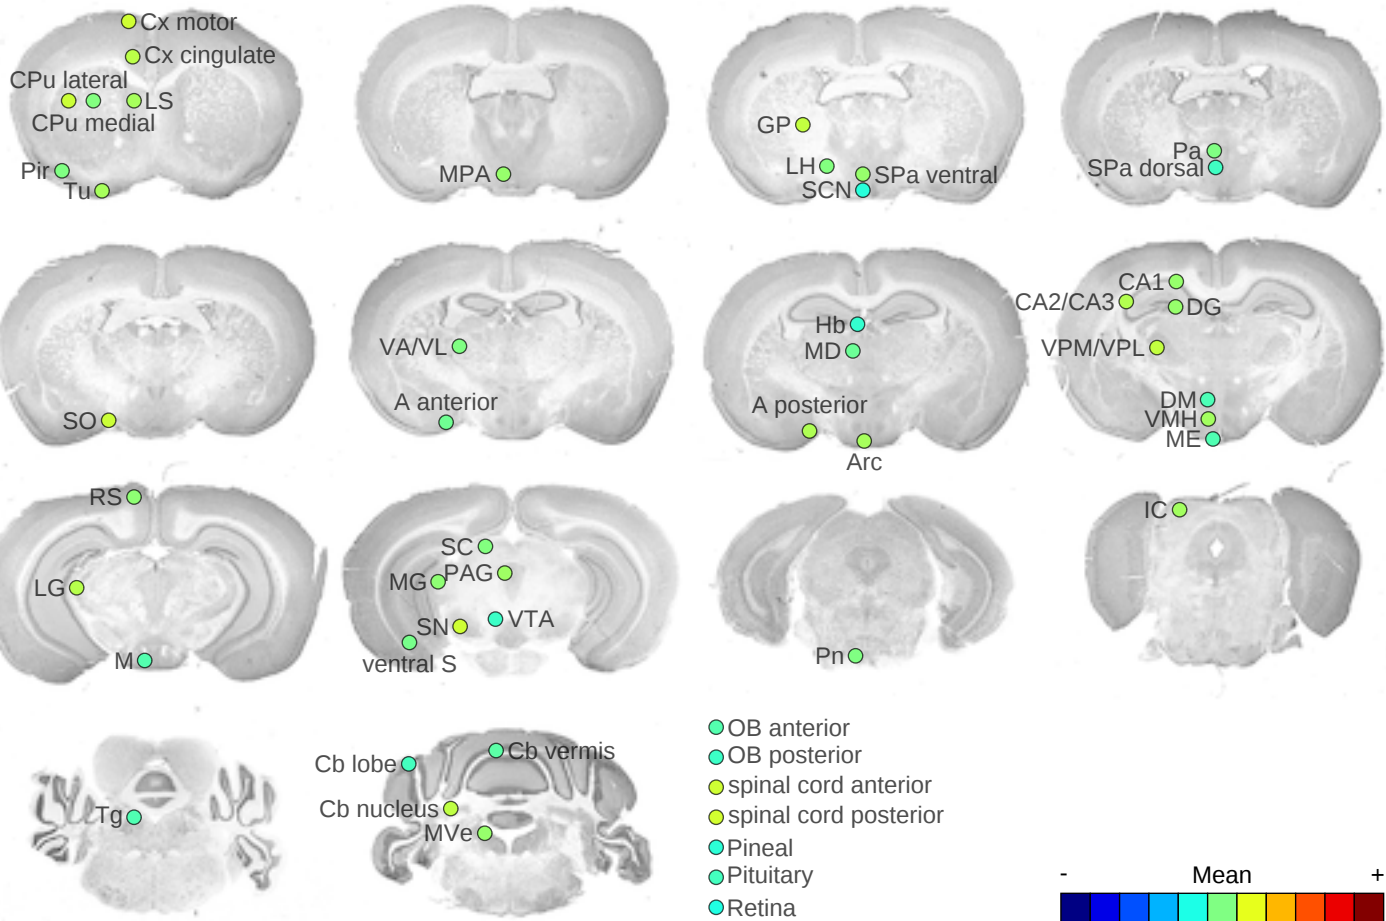 Cx motor
Cx cingulate
CPu lateral
LS
CPu medial
Pir
Tu
MPA
GP
LH
SPa ventral
SCN
Pa
SPa dorsal
SO
VA/VL
A anterior
Hb
MD
A posterior
Arc
CA1
CA2/CA3
DG
VPM/VPL
DM
VMH
ME
RS
LG
M
SC
PAG
MG
SN
VTA
ventral S
Pn
IC
Tg
Cb vermis
Cb lobe
Cb nucleus
MVe
OB anterior
OB posterior
spinal cord anterior
spinal cord posterior
Pineal
Pituitary
Retina
- Mean +